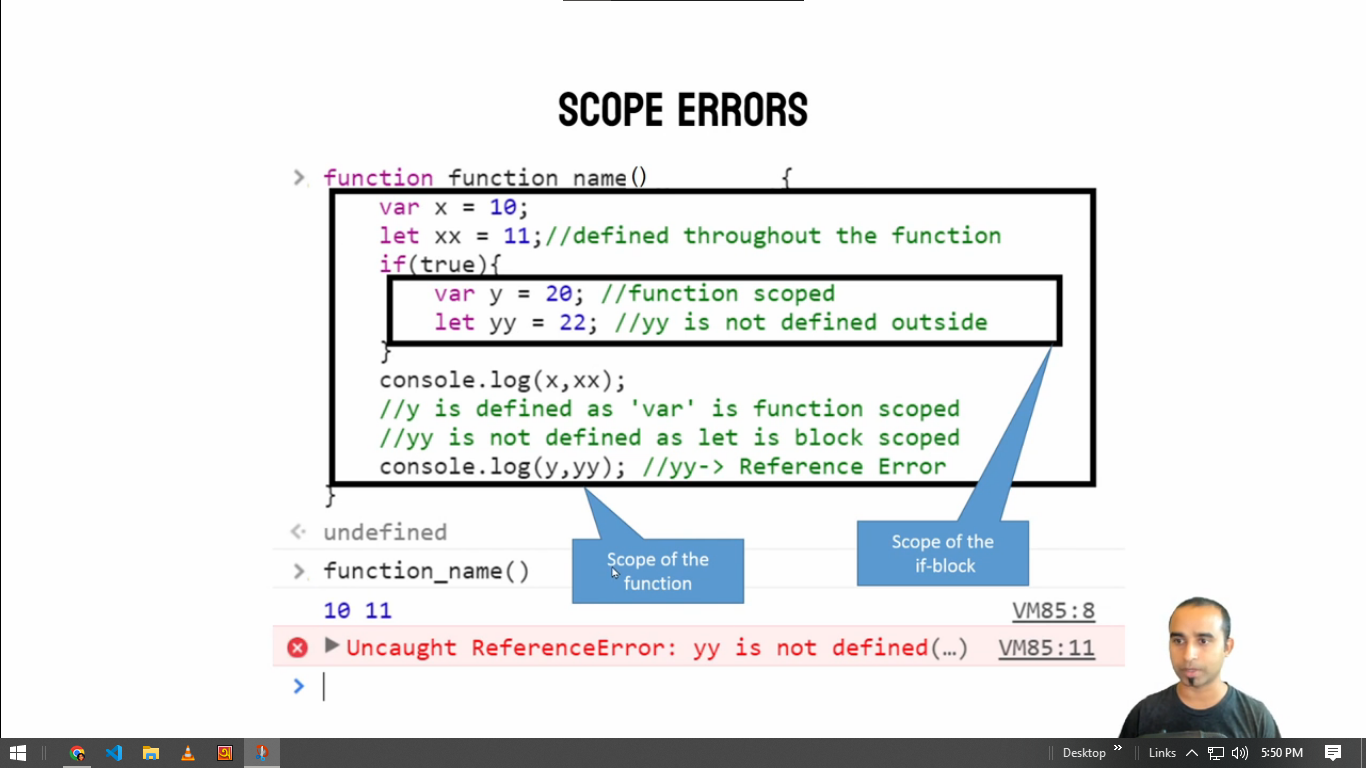 SCOPE ERRORS
> function function name() {
var x = 10;
let xx = 11;//defined throughout the function
if(true){
var y = 20; //function scoped
let yy = 22; //yy is not defined outside
}
console.log(x,xx);
//y is defined as 'var' is function scoped
//yy is not defined as let is block scoped
console.log(y,yy); //yy-> Reference Error
}
undefined
> function_name()
Scope of the
function
Scope of the
if-block
10 11 VM85:8
Uncaught ReferenceError: yy is not defined(…) VM85:11
>
Desktop » Links 5:50 PM